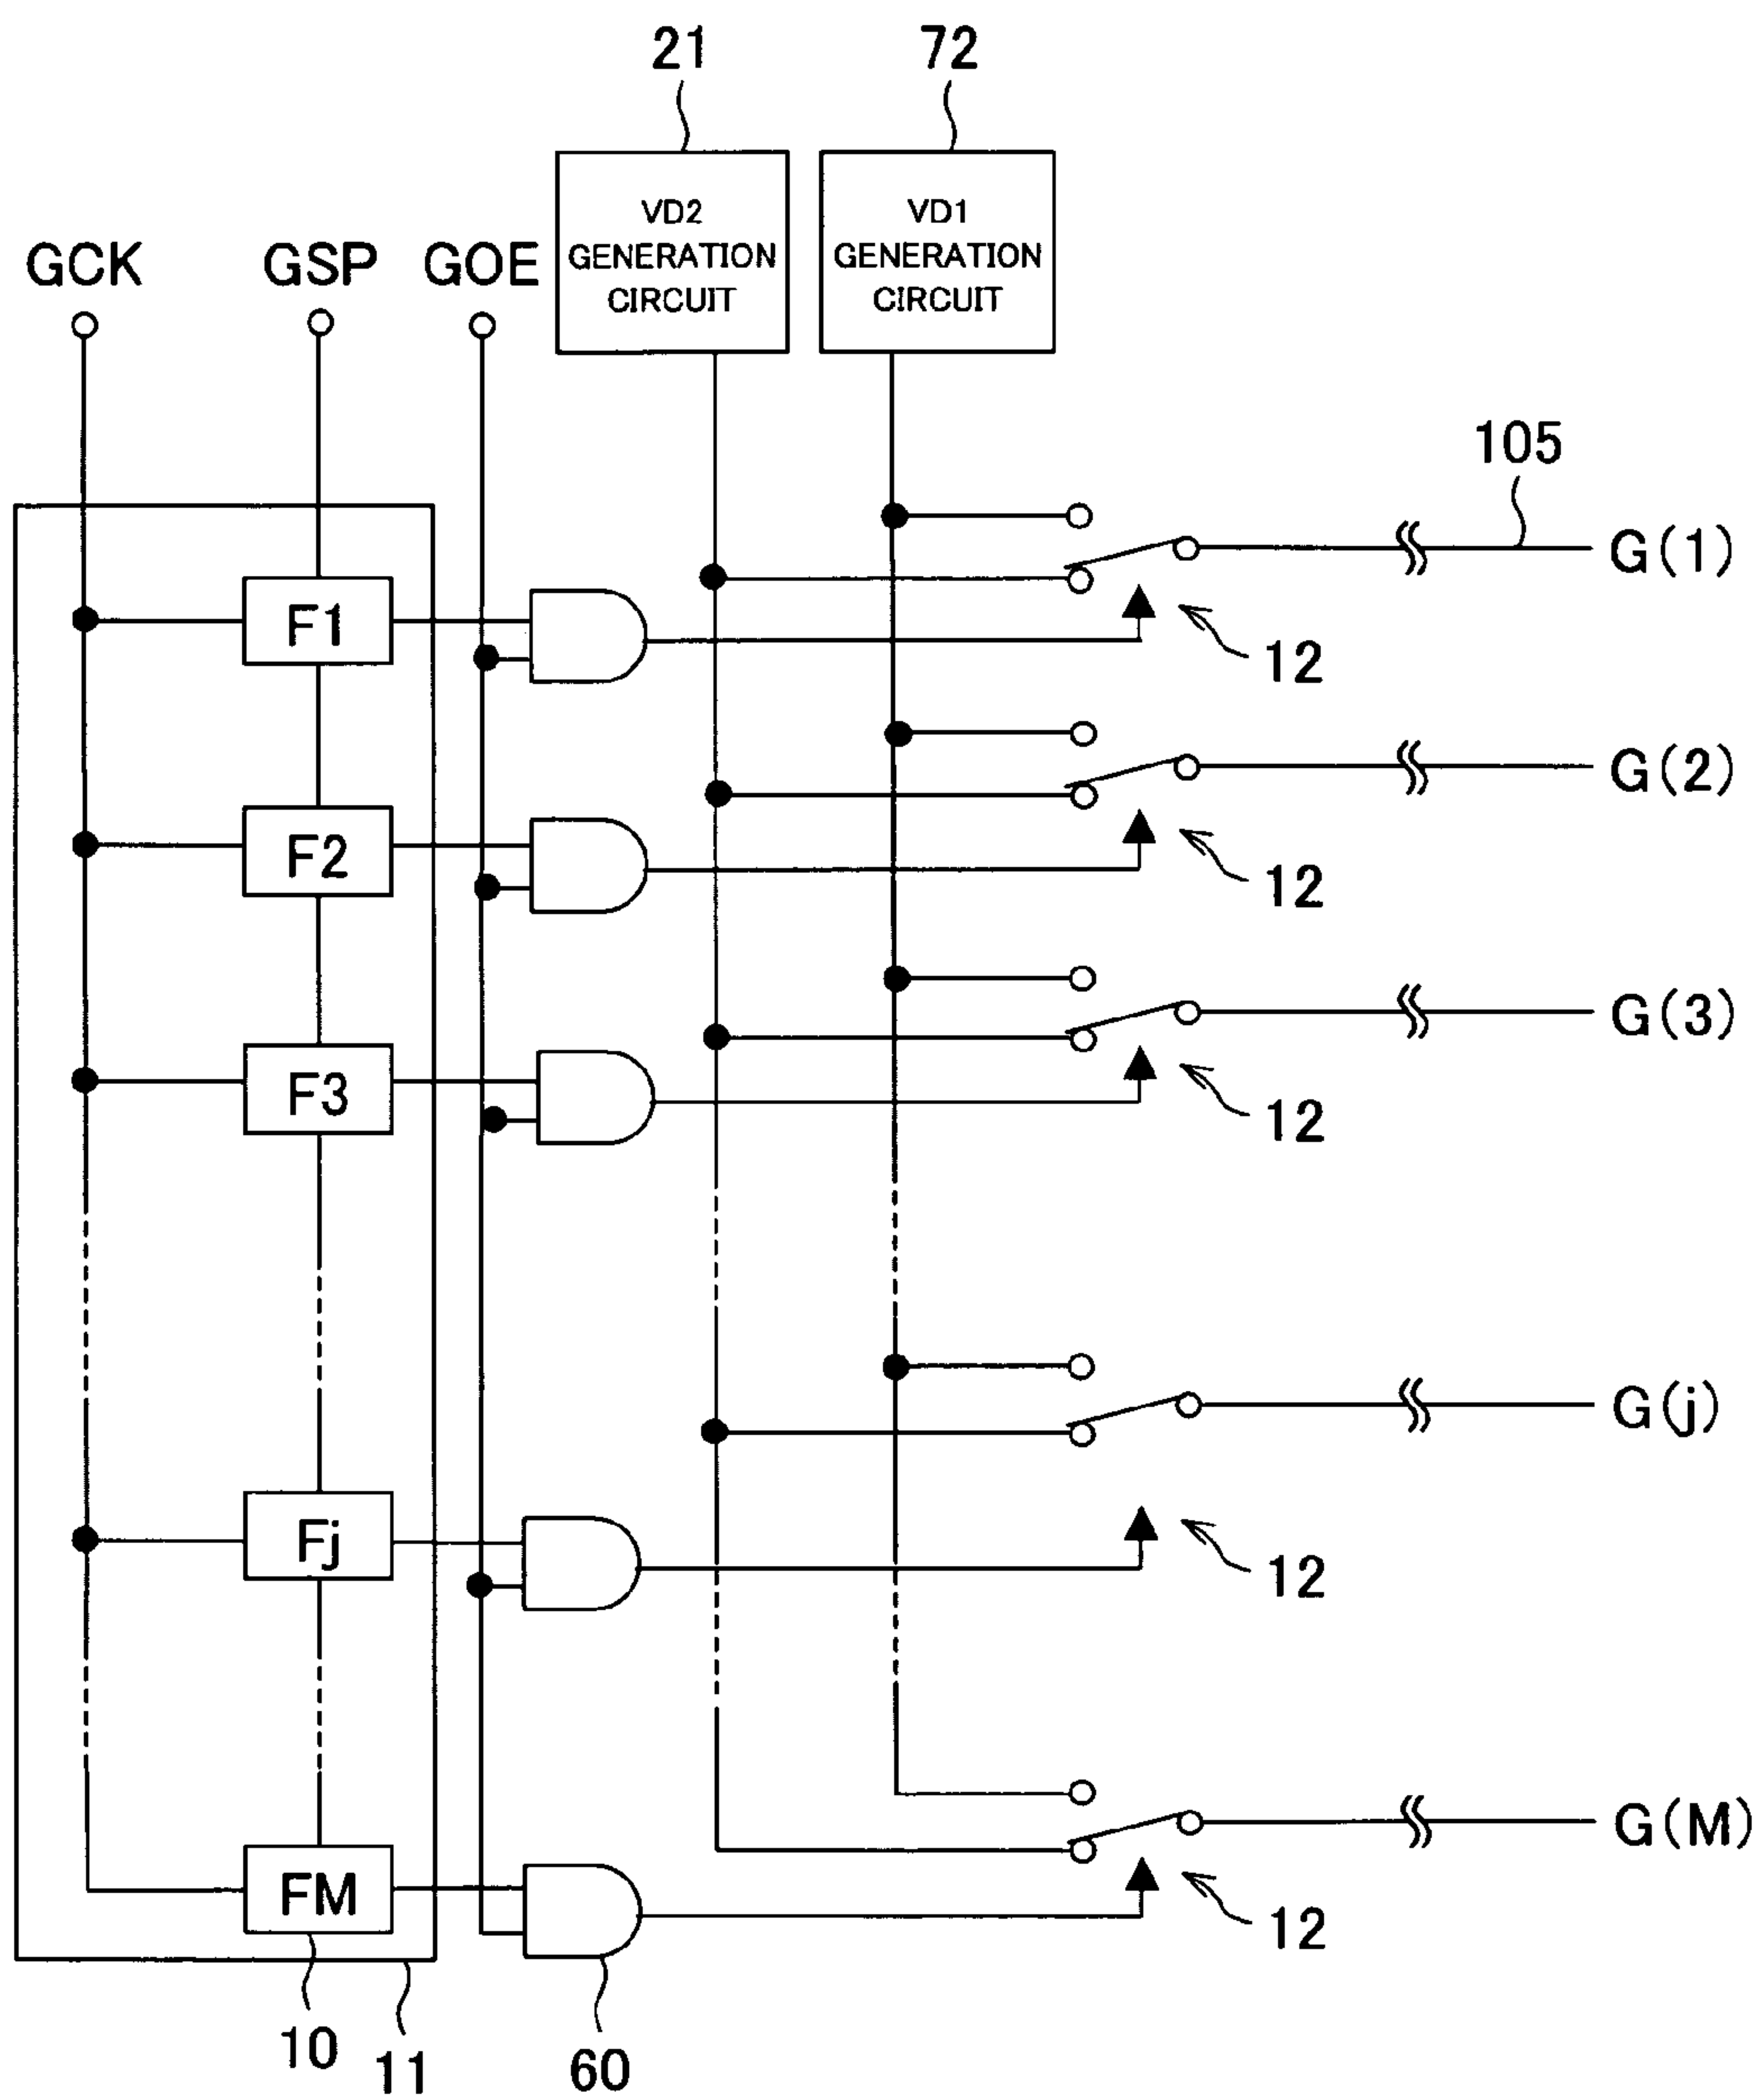 21
72
VD2
GENERATION
CIRCUIT
VD1
GENERATION
CIRCUIT
GCK
GSP
GOE
105
G(1)
F1
12
G(2)
F2
12
G(3)
F3
12
G(j)
Fj
12
G(M)
FM
12
10
11
60